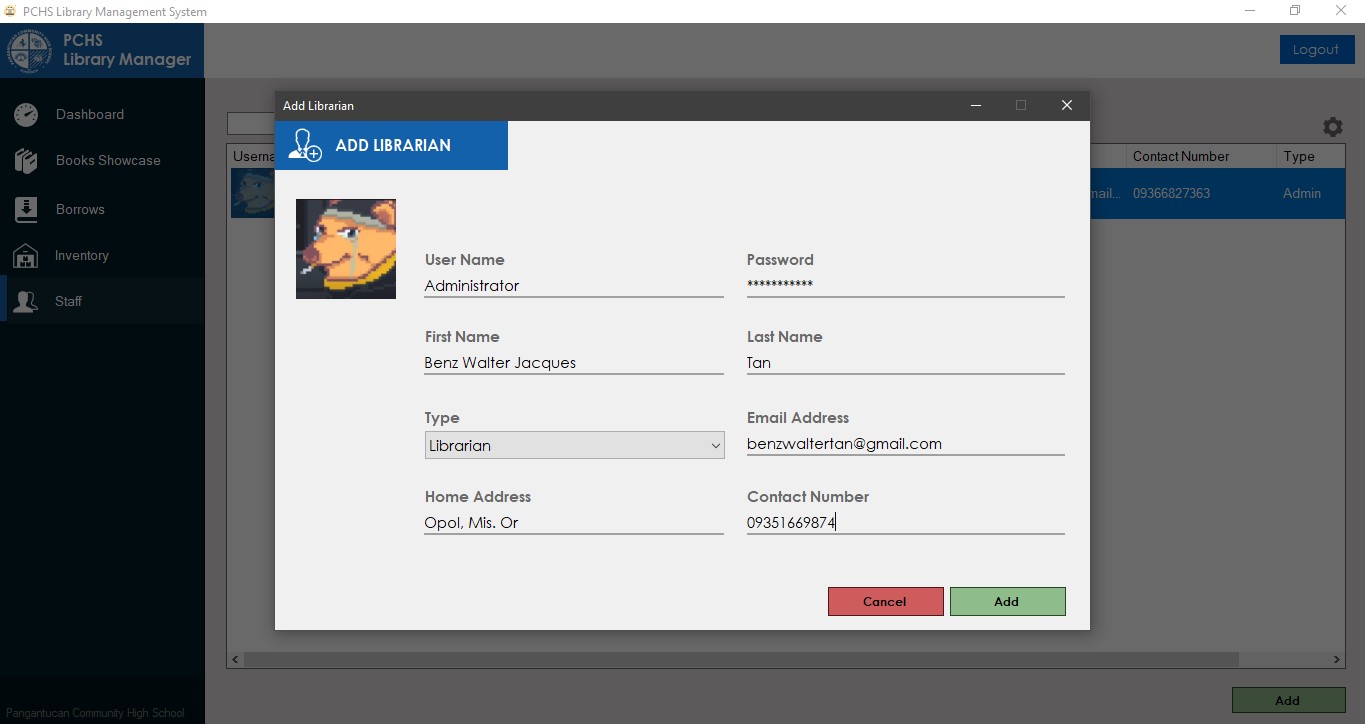 PCHS Library Management System
PCHS
Library Manager
Logout
Dashboard
Books Showcase
Borrows
Inventory
Staff
Add Librarian
ADD LIBRARIAN
Userna
Contact Number
Type
mail...
09366827363
Admin
User Name
Password
Administrator
***********
First Name
Last Name
Benz Walter Jacques
Tan
Type
Email Address
Librarian
benzwaltertan@gmail.com
Home Address
Contact Number
Opol, Mis. Or
09351669874
Cancel
Add
Add
Pangantucan Community High School